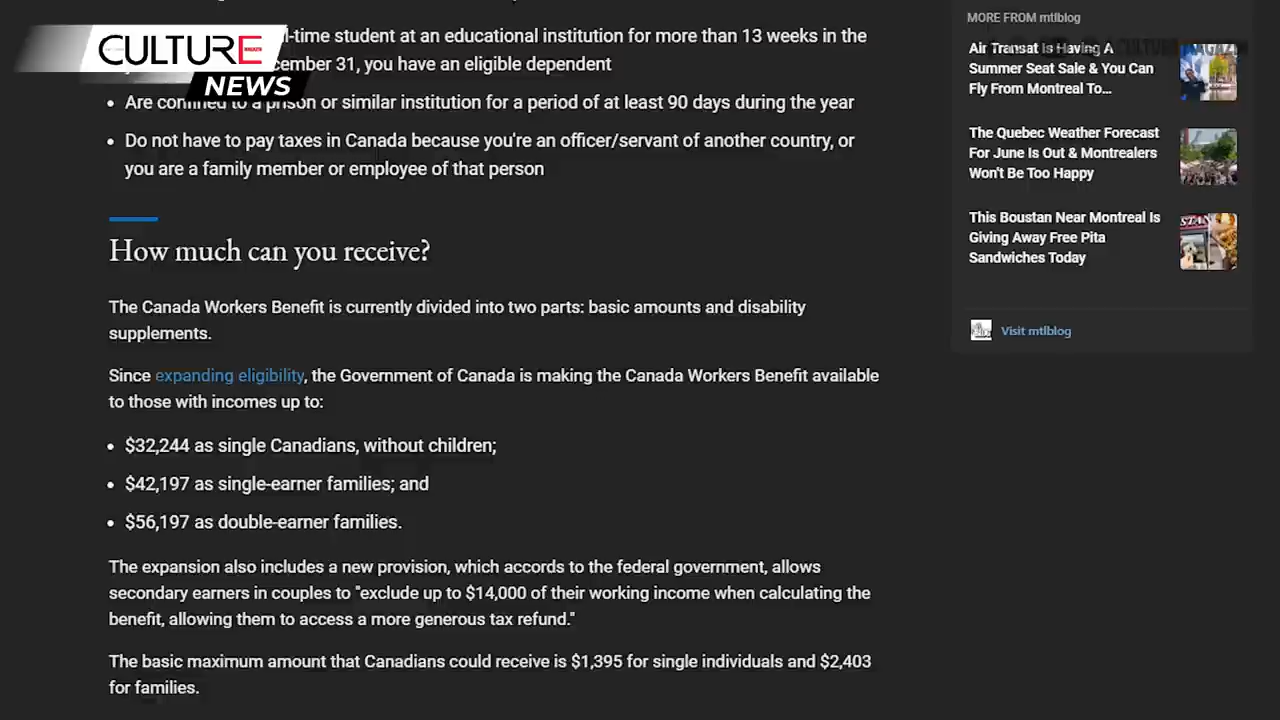 CULTURE
NEWS
l-time student at an educational institution for more than 13 weeks in the
cember 31, you have an eligible dependent
• Are confined to a prison or similar institution for a period of at least 90 days during the year
• Do not have to pay taxes in Canada because you're an officer/servant of another country, or
you are a family member or employee of that person
How much can you receive?
The Canada Workers Benefit is currently divided into two parts: basic amounts and disability
supplements.
Since expanding eligibility, the Government of Canada is making the Canada Workers Benefit available
to those with incomes up to:
• $32,244 as single Canadians, without children;
• $42,197 as single-earner families; and
• $56,197 as double-earner families.
The expansion also includes a new provision, which accords to the federal government, allows
secondary earners in couples to "exclude up to $14,000 of their working income when calculating the
benefit, allowing them to access a more generous tax refund."
The basic maximum amount that Canadians could receive is $1,395 for single individuals and $2,403
for families.
MORE FROM mtlblog
Air Transat Is Having A
Summer Seat Sale & You Can
Fly From Montreal To...
The Quebec Weather Forecast
For June Is Out & Montrealers
Won't Be Too Happy
This Boustan Near Montreal Is
Giving Away Free Pita
Sandwiches Today
Visit mtlblog